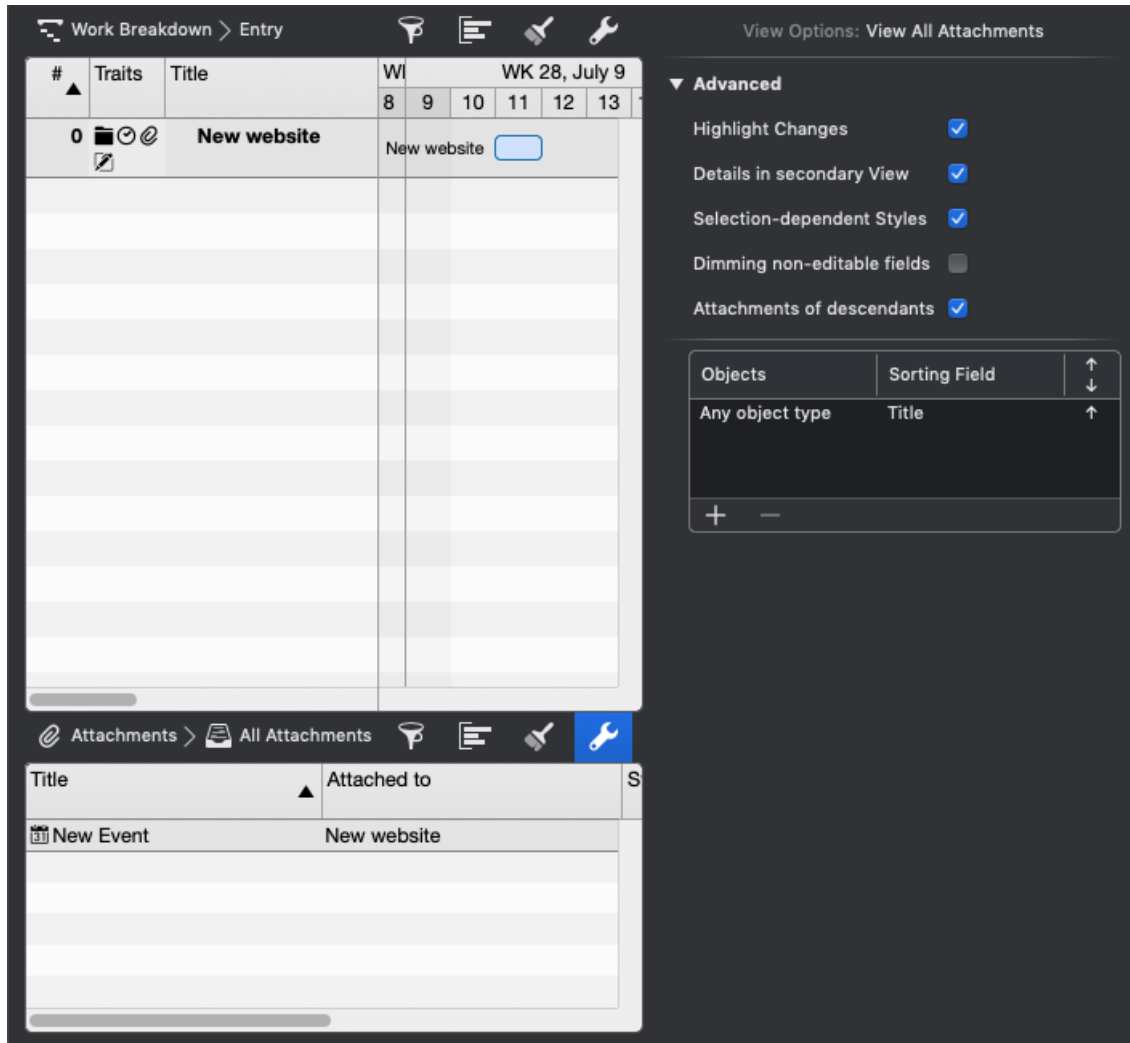 Work Breakdown > Entry
# Traits Title
WI WK 28, July 9
8 9 10 11 12 13
0 New website
New website
Attachments > All Attachments
Title Attached to S
31 New Event New website
View Options: View All Attachments
Advanced
Highlight Changes
Details in secondary View
Selection-dependent Styles
Dimming non-editable fields
Attachments of descendants
Objects Sorting Field ↑↓
Any object type Title ↑
+ −